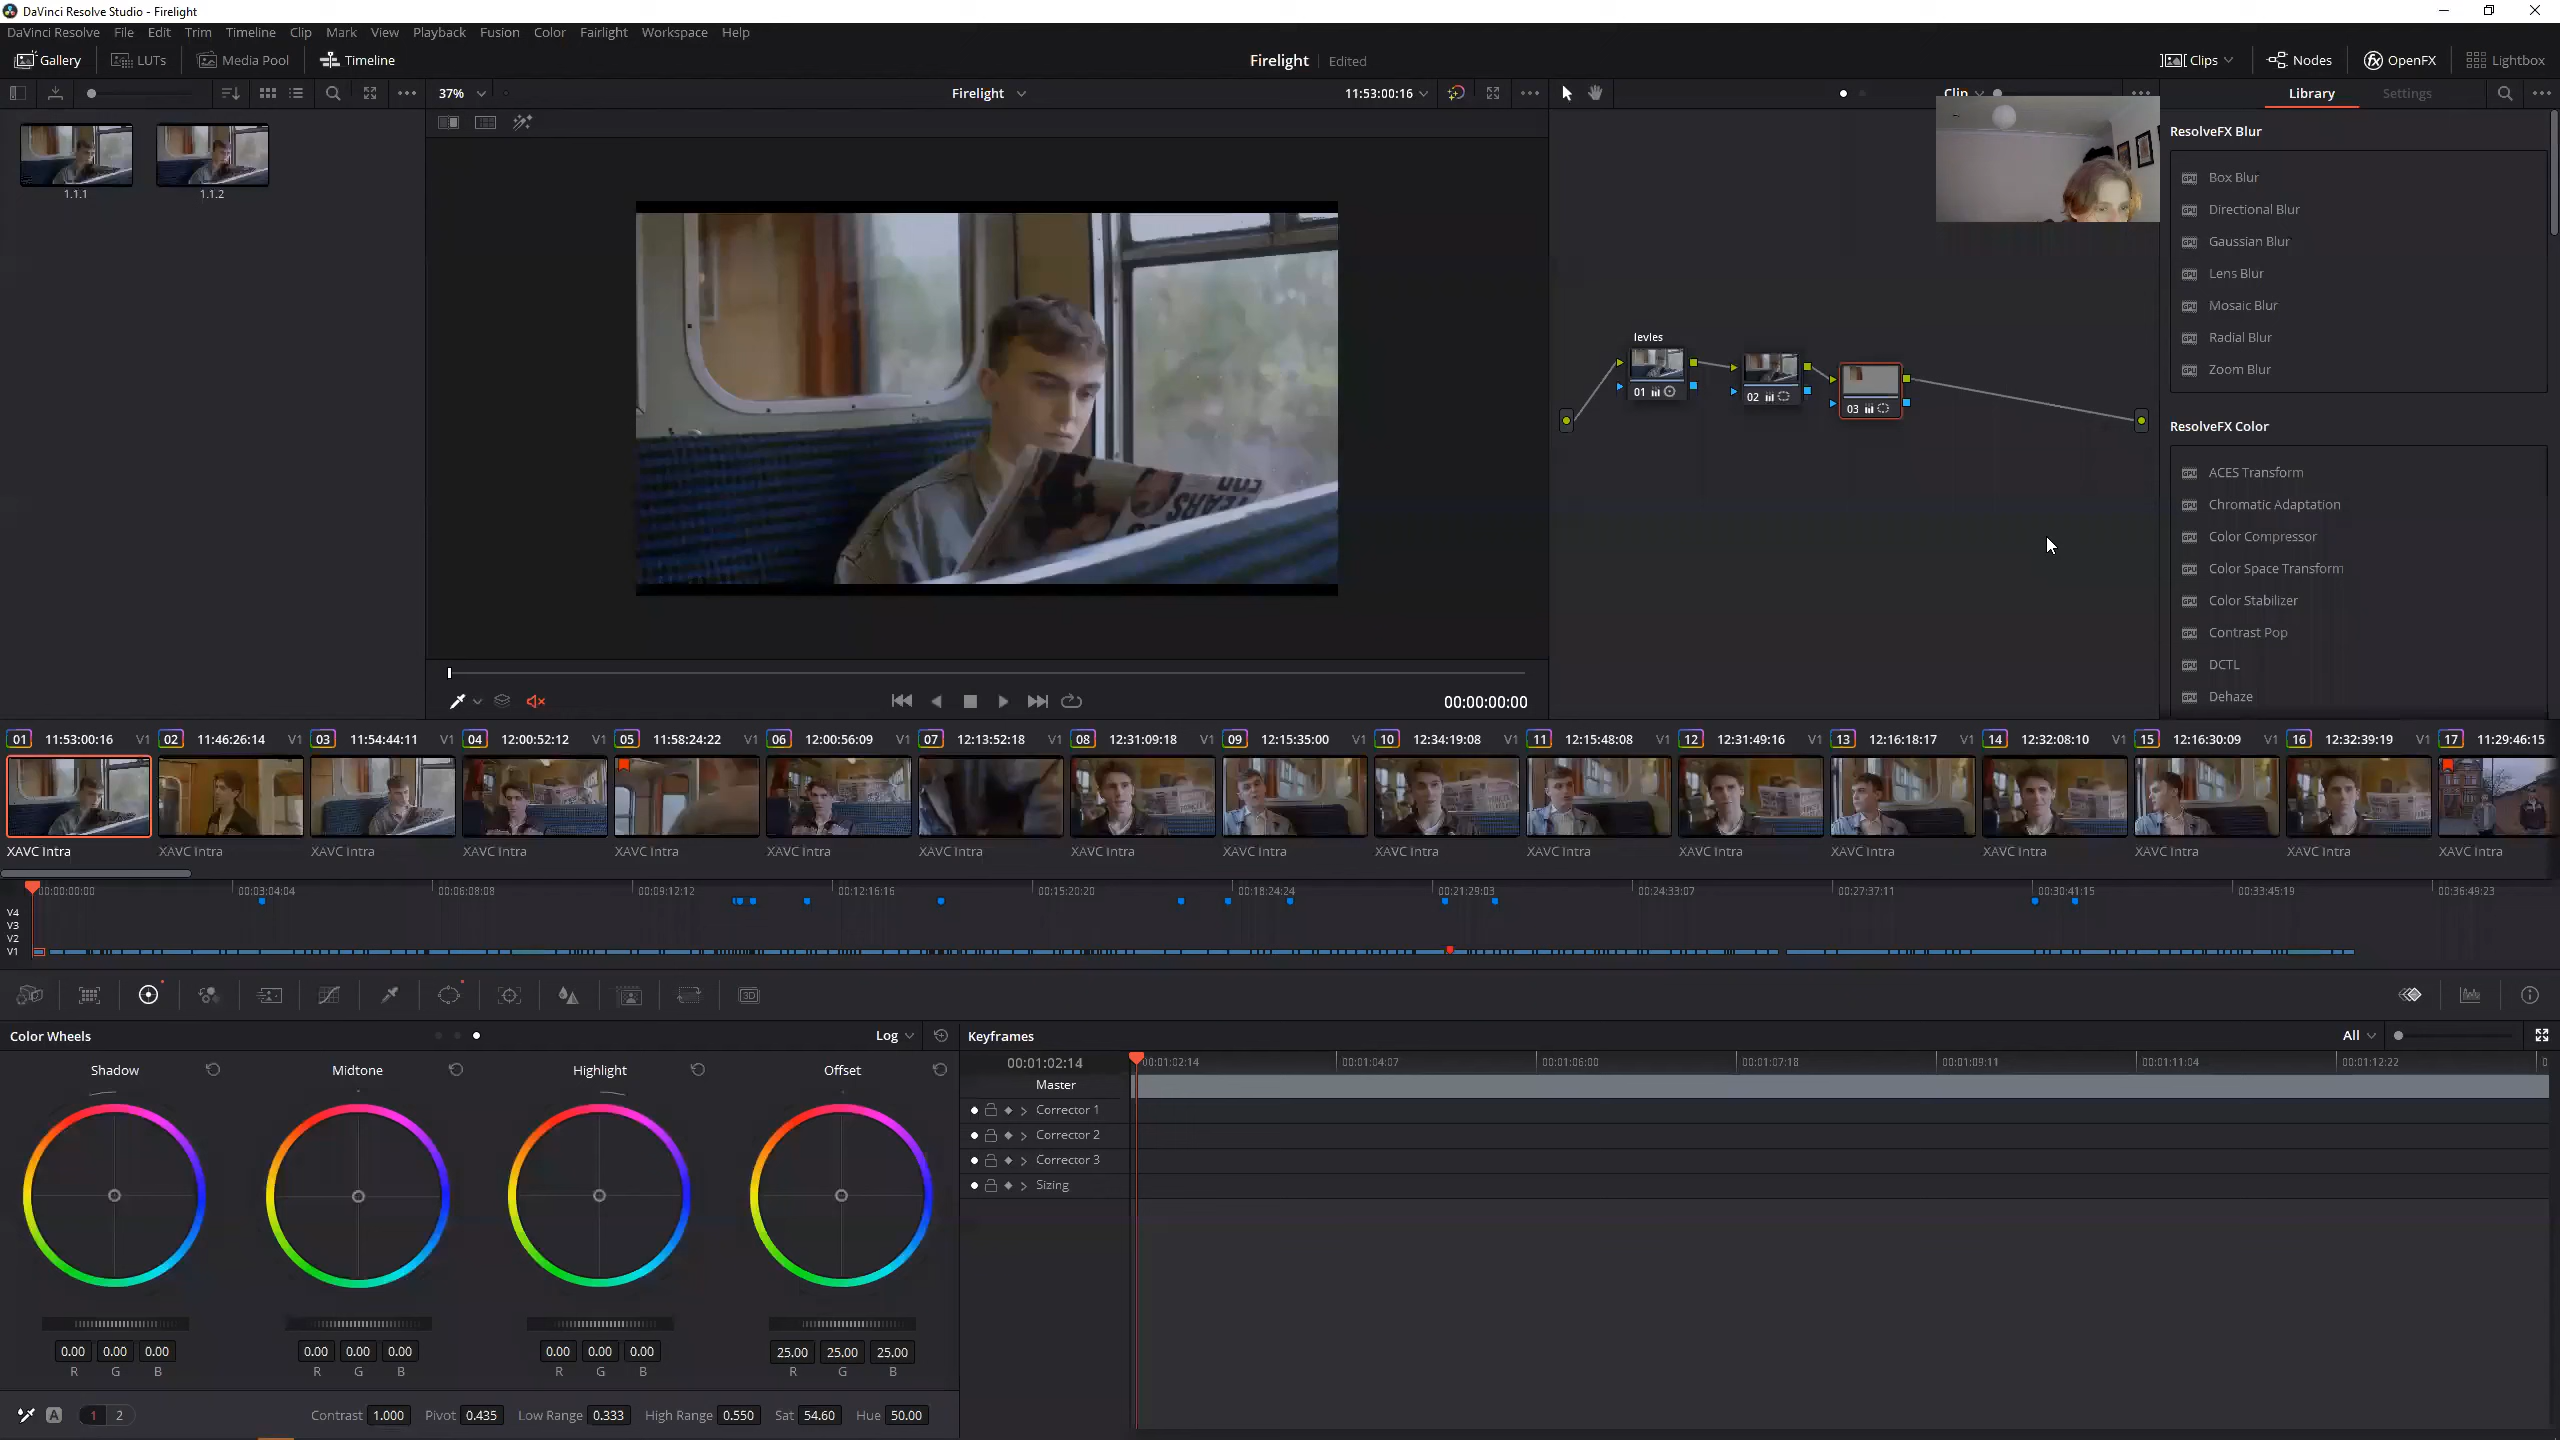 DaVinci Resolve Studio - Firelight
DaVinci Resolve File Edit Trim Timeline Clip Mark View Playback Fusion Color Fairlight Workspace Help
Gallery LUTs Media Pool Timeline Firelight Edited Clips Nodes OpenFX Lightbox
37% Firelight 11:53:00:16 Clip Library Settings
ResolveFX Blur
Box Blur
Directional Blur
Gaussian Blur
Lens Blur
Mosaic Blur
Radial Blur
Zoom Blur
ResolveFX Color
ACES Transform
Chromatic Adaptation
Color Compressor
Color Space Transform
Color Stabilizer
Contrast Pop
DCTL
Dehaze
1.1.1 1.1.2
YEARS
levles
01 02 03
00:00:00:00
01 11:53:00:16 V1 02 11:46:26:14 V1 03 11:54:44:11 V1 04 12:00:52:12 V1 05 11:58:24:22 V1 06 12:00:56:09 V1 07 12:13:52:18 V1 08 12:31:09:18 V1 09 12:15:35:00 V1 10 12:34:19:08 V1 11 12:15:48:08 V1 12 12:31:49:16 V1 13 12:16:18:17 V1 14 12:32:08:10 V1 15 12:16:30:09 V1 16 12:32:39:19 V1 17 11:29:46:15
XAVC Intra XAVC Intra XAVC Intra XAVC Intra XAVC Intra XAVC Intra XAVC Intra XAVC Intra XAVC Intra XAVC Intra XAVC Intra XAVC Intra XAVC Intra XAVC Intra XAVC Intra XAVC Intra XAVC Intra
00:00:00:00 00:03:04:04 00:06:08:08 00:09:12:12 00:12:16:16 00:15:20:20 00:18:24:24 00:21:29:03 00:24:33:07 00:27:37:11 00:30:41:15 00:33:45:19 00:36:49:23
V4
V3
V2
V1
3D
Color Wheels Log
Shadow Midtone Highlight Offset
0.00 0.00 0.00 0.00 0.00 0.00 0.00 0.00 0.00 25.00 25.00 25.00
R G B R G B R G B R G B
A 1 2 Contrast 1.000 Pivot 0.435 Low Range 0.333 High Range 0.550 Sat 54.60 Hue 50.00
Keyframes All
00:01:02:14 00:01:02:14 00:01:04:07 00:01:06:00 00:01:07:18 00:01:09:11 00:01:11:04 00:01:12:22
Master
Corrector 1
Corrector 2
Corrector 3
Sizing